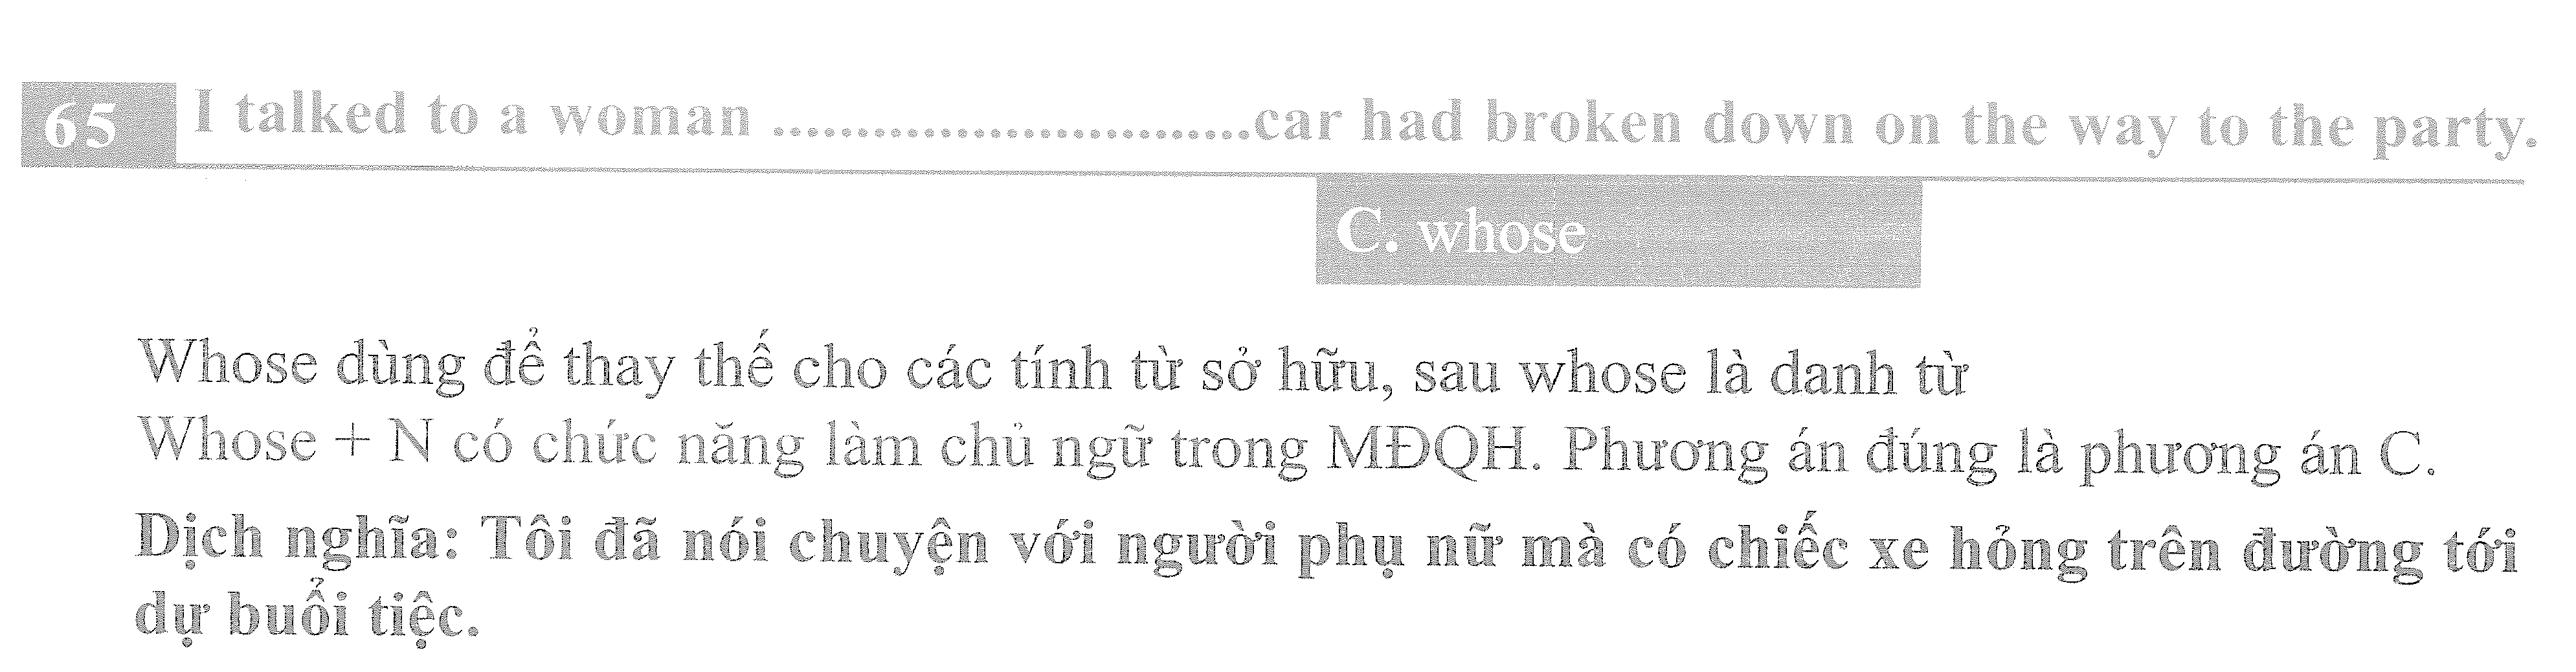 65 I talked to a woman .............................car had broken down on the way to the party.
C. whose
Whose dùng để thay thế cho các tính từ sở hữu, sau whose là danh từ
Whose + N có chức năng làm chủ ngữ trong MĐQH. Phương án đúng là phương án C.
Dịch nghĩa: Tôi đã nói chuyện với người phụ nữ mà có chiếc xe hỏng trên đường tới
dự buổi tiệc.